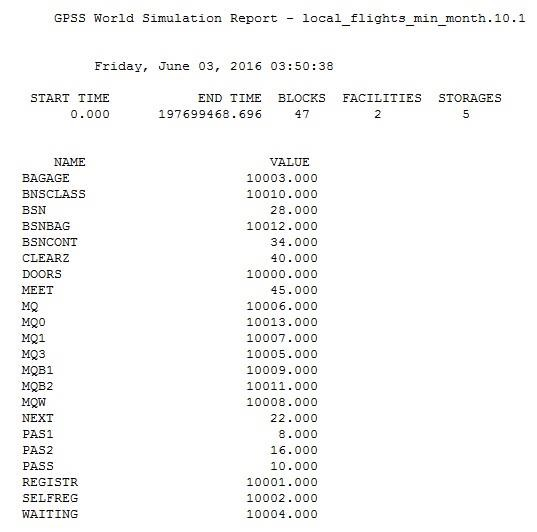 GPSS World Simulation Report - local_flights_min_month.10.1
Friday, June 03, 2016 03:50:38
START TIME END TIME BLOCKS FACILITIES STORAGES
0.000 197699468.696 47 2 5
NAME VALUE
BAGAGE 10003.000
BNSCLASS 10010.000
BSN 28.000
BSNBAG 10012.000
BSNCONT 34.000
CLEARZ 40.000
DOORS 10000.000
MEET 45.000
MQ 10006.000
MQ0 10013.000
MQ1 10007.000
MQ3 10005.000
MQB1 10009.000
MQB2 10011.000
MQW 10008.000
NEXT 22.000
PAS1 8.000
PAS2 16.000
PASS 10.000
REGISTR 10001.000
SELFREG 10002.000
WAITING 10004.000